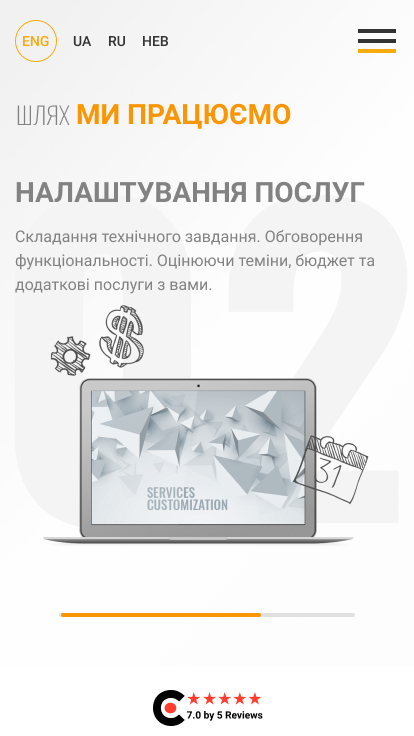 ENG UA RU HEB
ШЛЯХ МИ ПРАЦЮЄМО
НАЛАШТУВАННЯ ПОСЛУГ
Складання технічного завдання. Обговорення
функціональності. Оцінюючи теміни, бюджет та
додаткові послуги з вами.
02
31
SERVICES
CUSTOMIZATION
7.0 by 5 Reviews